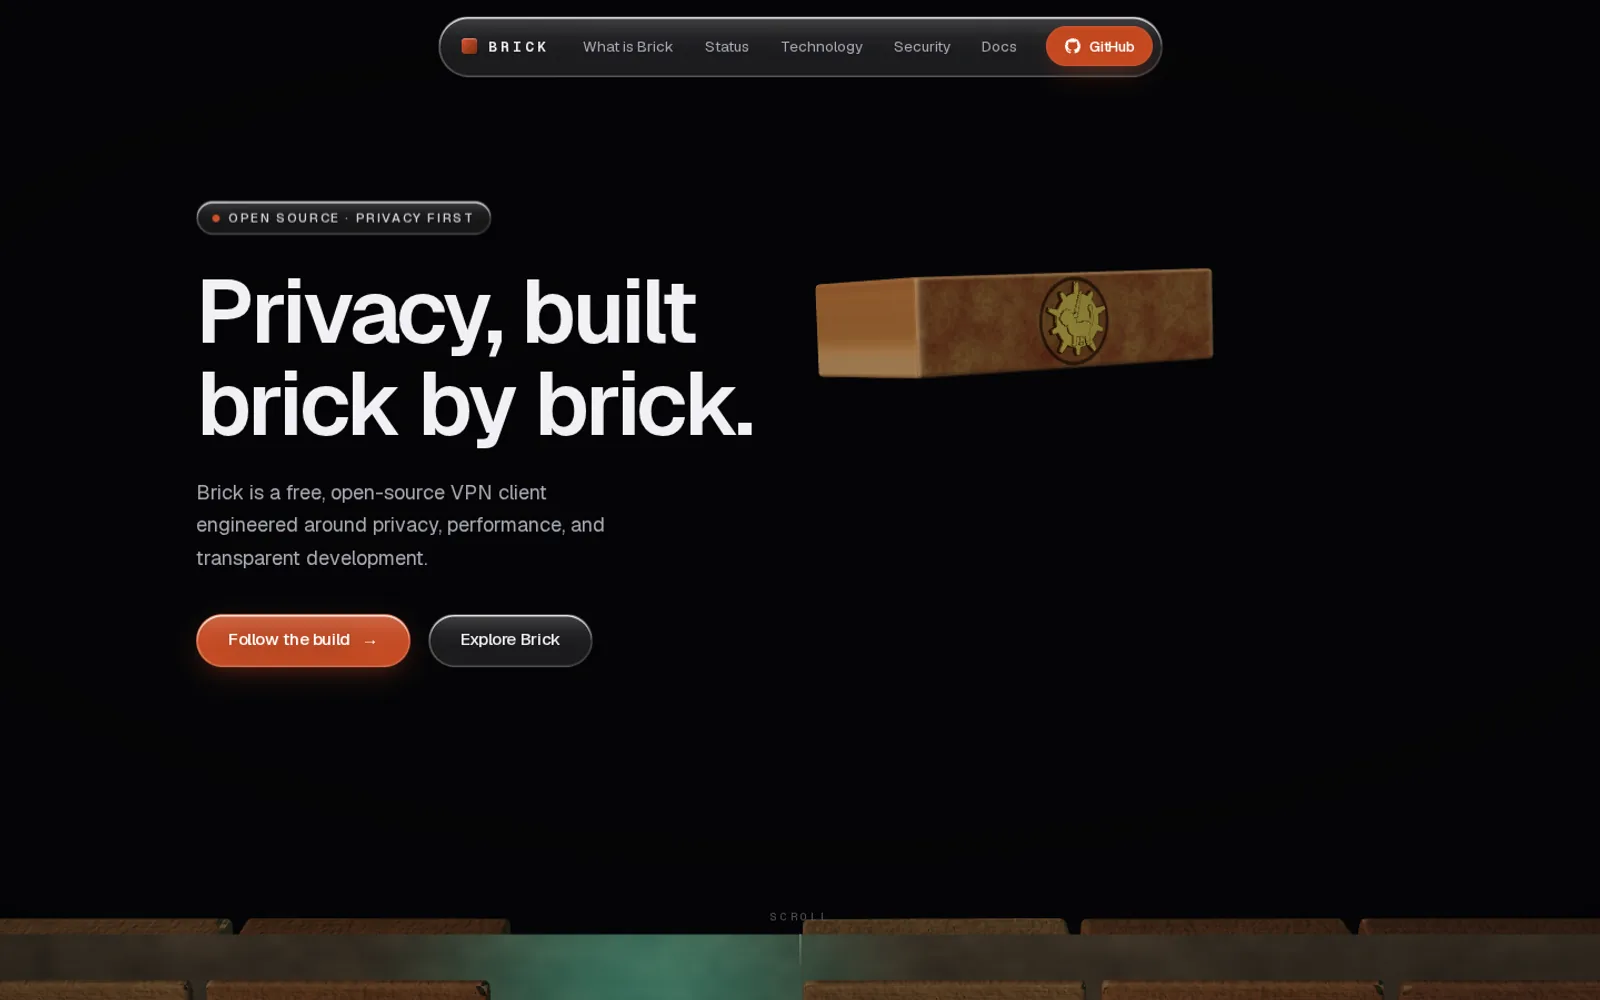 BRICK
What is Brick
Status
Technology
Security
Docs
GitHub
OPEN SOURCE · PRIVACY FIRST
Privacy, built
brick by brick.
Brick is a free, open-source VPN client
engineered around privacy, performance, and
transparent development.
Follow the build →
Explore Brick
SCROLL